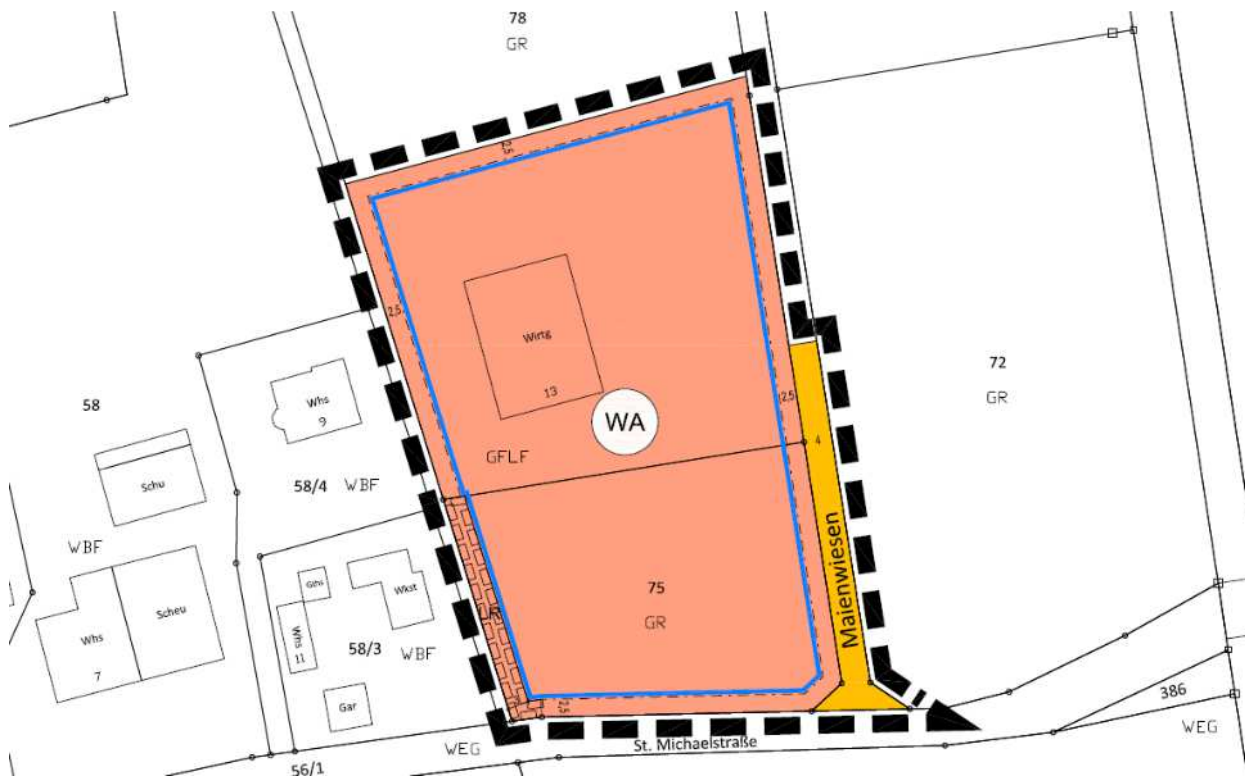 78
GR
2,5
2,5
Wirtg
13
WA
72
GR
2,5
4
58
Whs
9
GFLF
Schu
58/4 WBF
WBF
Maienwiesen
Gths
Wkst
75
GR
Scheu
Whs
7
Whs
11
58/3 WBF
Gar
2,5
386
WEG
WEG
St. Michaelstraße
56/1